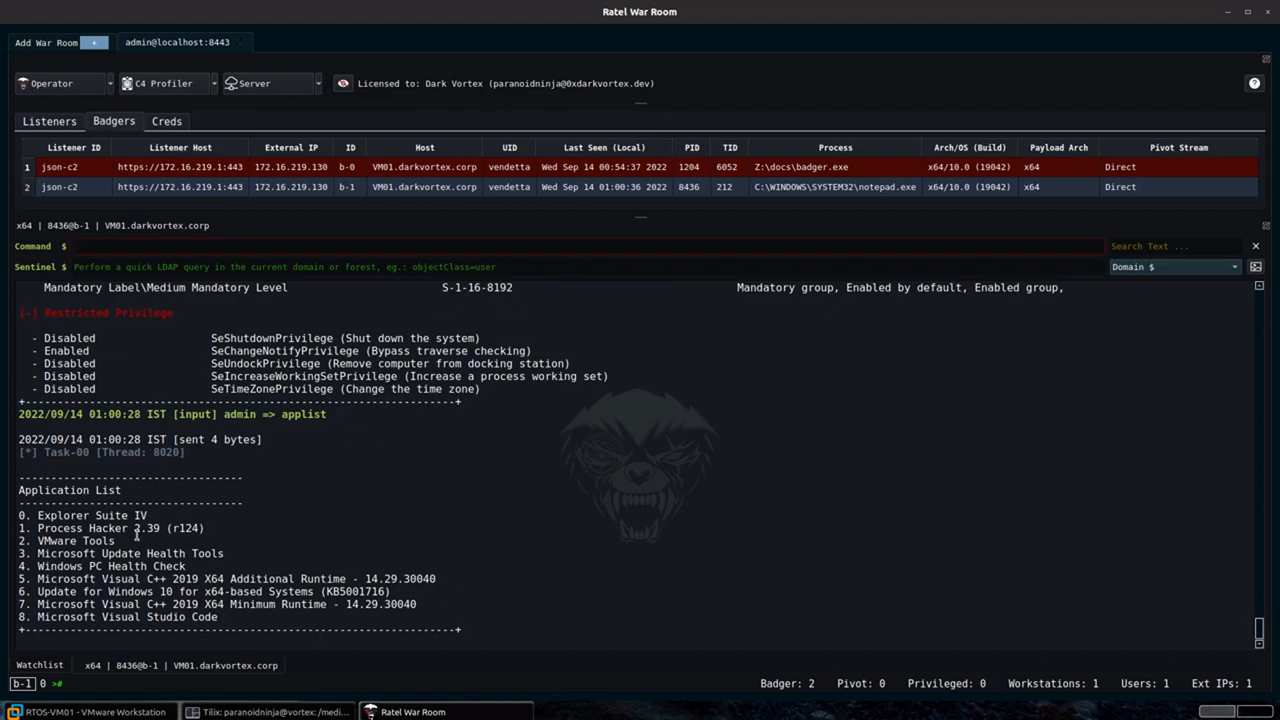 Ratel War Room
Add War Room + admin@localhost:8443
Operator C4 Profiler Server Licensed to: Dark Vortex (paranoidninja@0xdarkvortex.dev) ?
Listeners Badgers Creds
Listener ID Listener Host External IP ID Host UID Last Seen (Local) PID TID Process Arch/OS (Build) Payload Arch Pivot Stream
1 json-c2 https://172.16.219.1:443 172.16.219.130 b-0 VM01.darkvortex.corp vendetta Wed Sep 14 00:54:37 2022 1204 6052 Z:\docs\badger.exe x64/10.0 (19042) x64 Direct
2 json-c2 https://172.16.219.1:443 172.16.219.130 b-1 VM01.darkvortex.corp vendetta Wed Sep 14 01:00:36 2022 8436 212 C:\WINDOWS\SYSTEM32\notepad.exe x64/10.0 (19042) x64 Direct
x64 | 8436@b-1 | VM01.darkvortex.corp
Command $ Search Text ...
Sentinel $ Perform a quick LDAP query in the current domain or forest, eg.: objectClass=user Domain $
Mandatory Label\Medium Mandatory Level S-1-16-8192 Mandatory group, Enabled by default, Enabled group,
[-] Restricted Privilege
- Disabled SeShutdownPrivilege (Shut down the system)
- Enabled SeChangeNotifyPrivilege (Bypass traverse checking)
- Disabled SeUndockPrivilege (Remove computer from docking station)
- Disabled SeIncreaseWorkingSetPrivilege (Increase a process working set)
- Disabled SeTimeZonePrivilege (Change the time zone)
+-------------------------------------------------------------------+
2022/09/14 01:00:28 IST [input] admin => applist
2022/09/14 01:00:28 IST [sent 4 bytes]
[*] Task-00 [Thread: 8020]
-----------------------------------
Application List
-----------------------------------
0. Explorer Suite IV
1. Process Hacker 2.39 (r124)
2. VMware Tools
3. Microsoft Update Health Tools
4. Windows PC Health Check
5. Microsoft Visual C++ 2019 X64 Additional Runtime - 14.29.30040
6. Update for Windows 10 for x64-based Systems (KB5001716)
7. Microsoft Visual C++ 2019 X64 Minimum Runtime - 14.29.30040
8. Microsoft Visual Studio Code
+-------------------------------------------------------------------+
Watchlist x64 | 8436@b-1 | VM01.darkvortex.corp
b-1 0 ># Badger: 2 Pivot: 0 Privileged: 0 Workstations: 1 Users: 1 Ext IPs: 1
RTOS-VM01 - VMware Workstation Tilix: paranoidninja@vortex:/medi... Ratel War Room